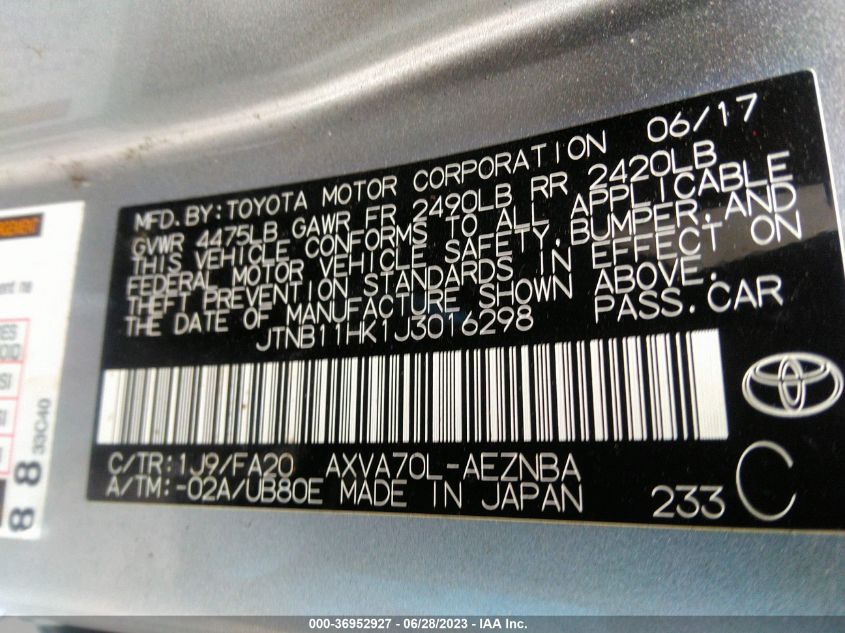 MFD. BY: TOYOTA MOTOR CORPORATION 06/17
GVWR 4475LB GAWR FR 2490LB RR 2420LB
THIS VEHICLE CONFORMS TO ALL APPLICABLE
FEDERAL MOTOR VEHICLE SAFETY, BUMPER, AND
THEFT PREVENTION STANDARDS IN EFFECT ON
THE DATE OF MANUFACTURE SHOWN ABOVE.
JTNB11HK1J3016298 PASS. CAR
C/TR: 1J9/FA20 AXVA70L-AEZNBA
A/TM: -02A/UB80E MADE IN JAPAN 233 C
88
33C40
000-36952927 - 06/28/2023 - IAA Inc.